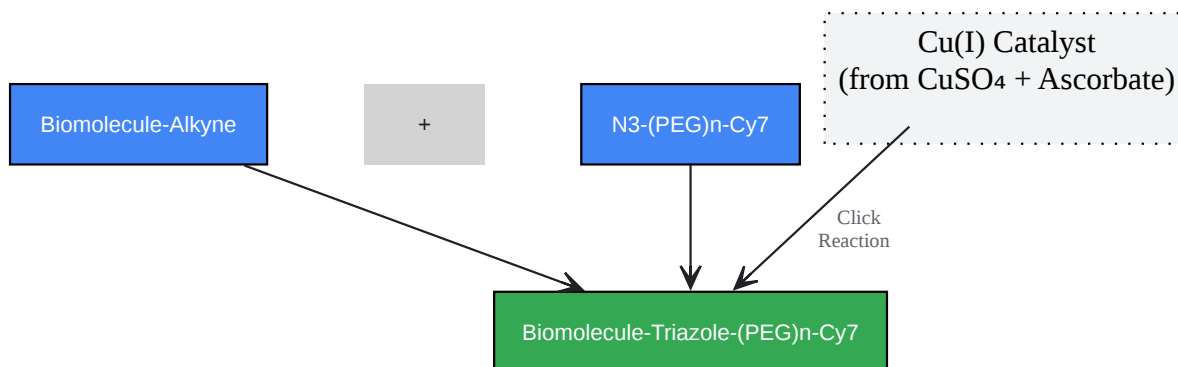 Cu(I) Catalyst
(from CuSO₄ + Ascorbate)
Biomolecule-Alkyne
+
N3-(PEG)n-Cy7
Click
Reaction
Biomolecule-Triazole-(PEG)n-Cy7